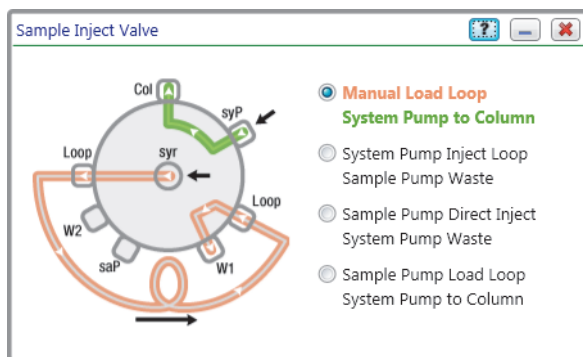 Sample Inject Valve
?
Col
syP
Loop
syr
Loop
W2
saP
W1
Manual Load Loop
System Pump to Column
System Pump Inject Loop
Sample Pump Waste
Sample Pump Direct Inject
System Pump Waste
Sample Pump Load Loop
System Pump to Column